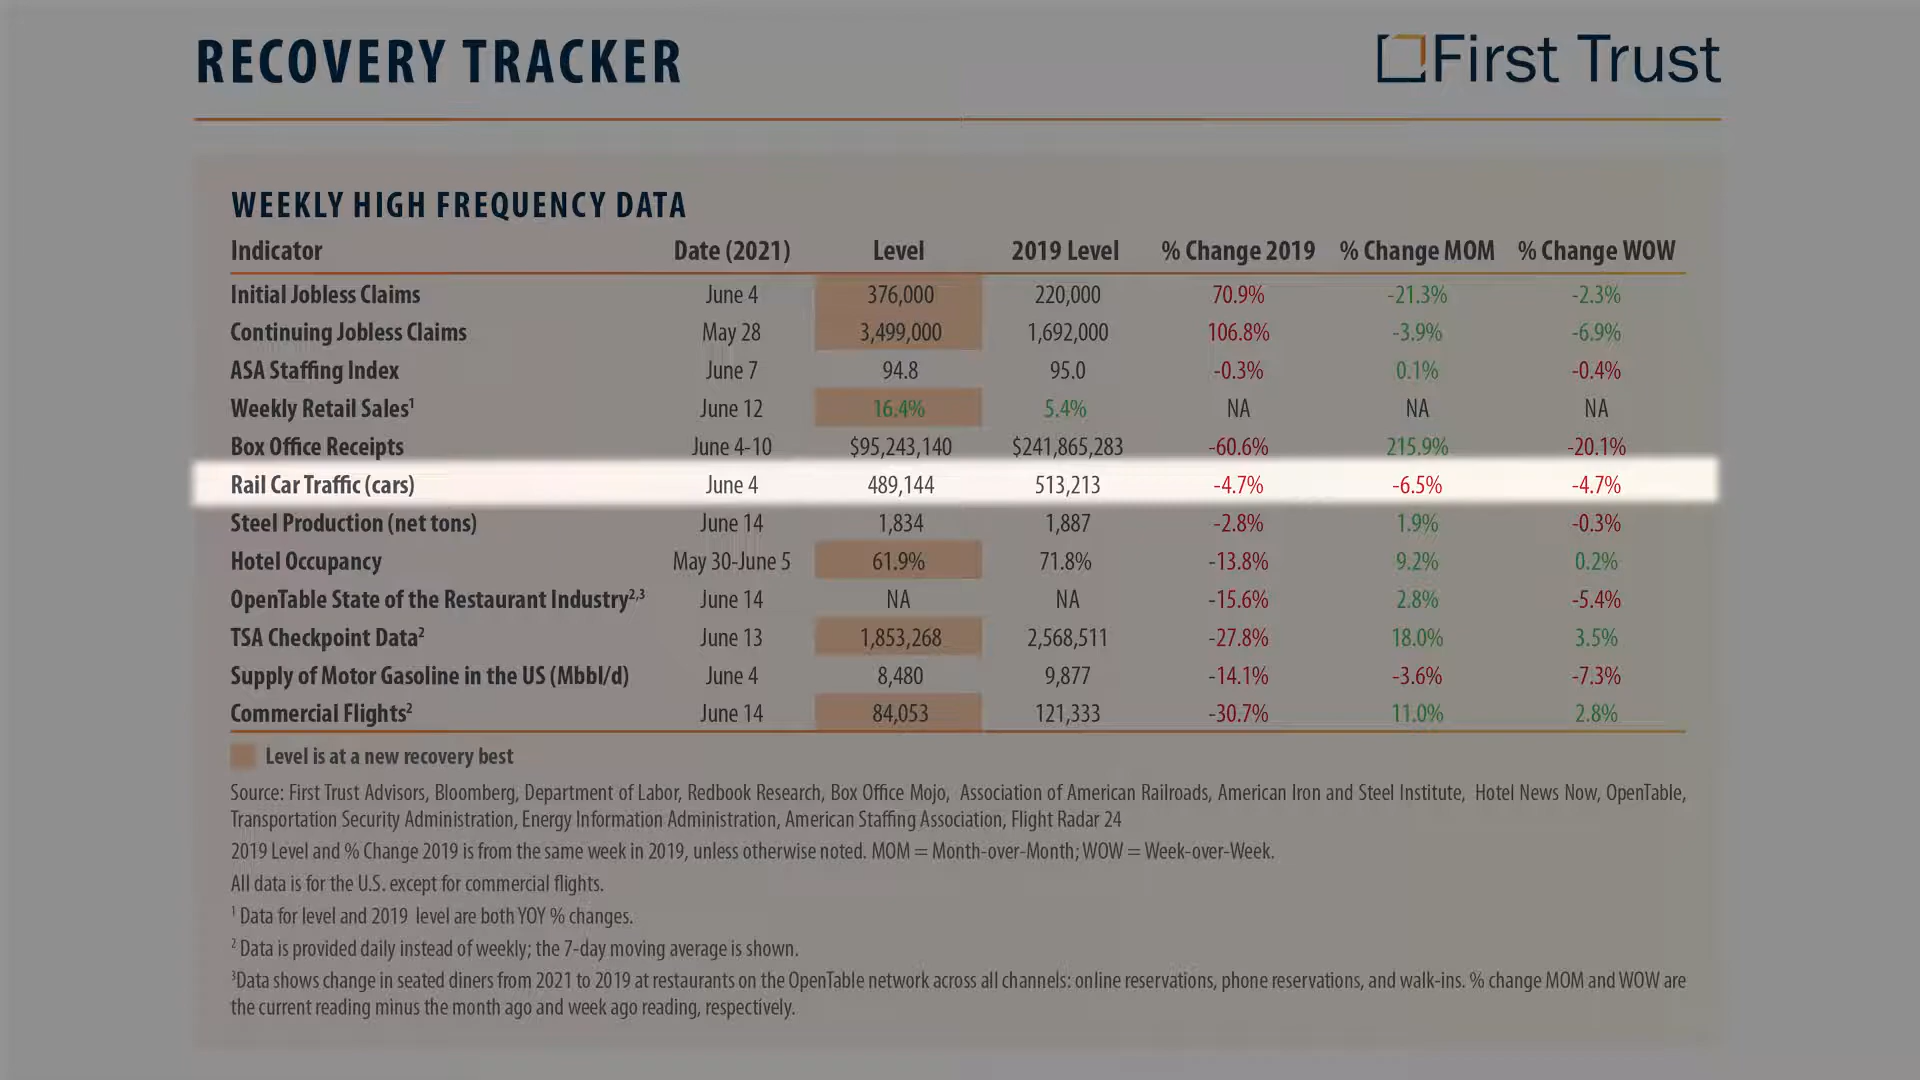 RECOVERY TRACKER
First Trust
WEEKLY HIGH FREQUENCY DATA
Indicator Date (2021) Level 2019 Level % Change 2019 % Change MOM % Change WOW
Initial Jobless Claims June 4 376,000 220,000 70.9% -21.3% -2.3%
Continuing Jobless Claims May 28 3,499,000 1,692,000 106.8% -3.9% -6.9%
ASA Staffing Index June 7 94.8 95.0 -0.3% 0.1% -0.4%
Weekly Retail Sales¹ June 12 16.4% 5.4% NA NA NA
Box Office Receipts June 4-10 $95,243,140 $241,865,283 -60.6% 215.9% -20.1%
Rail Car Traffic (cars) June 4 489,144 513,213 -4.7% -6.5% -4.7%
Steel Production (net tons) June 14 1,834 1,887 -2.8% 1.9% -0.3%
Hotel Occupancy May 30-June 5 61.9% 71.8% -13.8% 9.2% 0.2%
OpenTable State of the Restaurant Industry²,³ June 14 NA NA -15.6% 2.8% -5.4%
TSA Checkpoint Data² June 13 1,853,268 2,568,511 -27.8% 18.0% 3.5%
Supply of Motor Gasoline in the US (Mbbl/d) June 4 8,480 9,877 -14.1% -3.6% -7.3%
Commercial Flights² June 14 84,053 121,333 -30.7% 11.0% 2.8%
Level is at a new recovery best
Source: First Trust Advisors, Bloomberg, Department of Labor, Redbook Research, Box Office Mojo, Association of American Railroads, American Iron and Steel Institute, Hotel News Now, OpenTable,
Transportation Security Administration, Energy Information Administration, American Staffing Association, Flight Radar 24
2019 Level and % Change 2019 is from the same week in 2019, unless otherwise noted. MOM = Month-over-Month; WOW = Week-over-Week.
All data is for the U.S. except for commercial flights.
¹ Data for level and 2019 level are both YOY % changes.
² Data is provided daily instead of weekly; the 7-day moving average is shown.
³Data shows change in seated diners from 2021 to 2019 at restaurants on the OpenTable network across all channels: online reservations, phone reservations, and walk-ins. % change MOM and WOW are
the current reading minus the month ago and week ago reading, respectively.